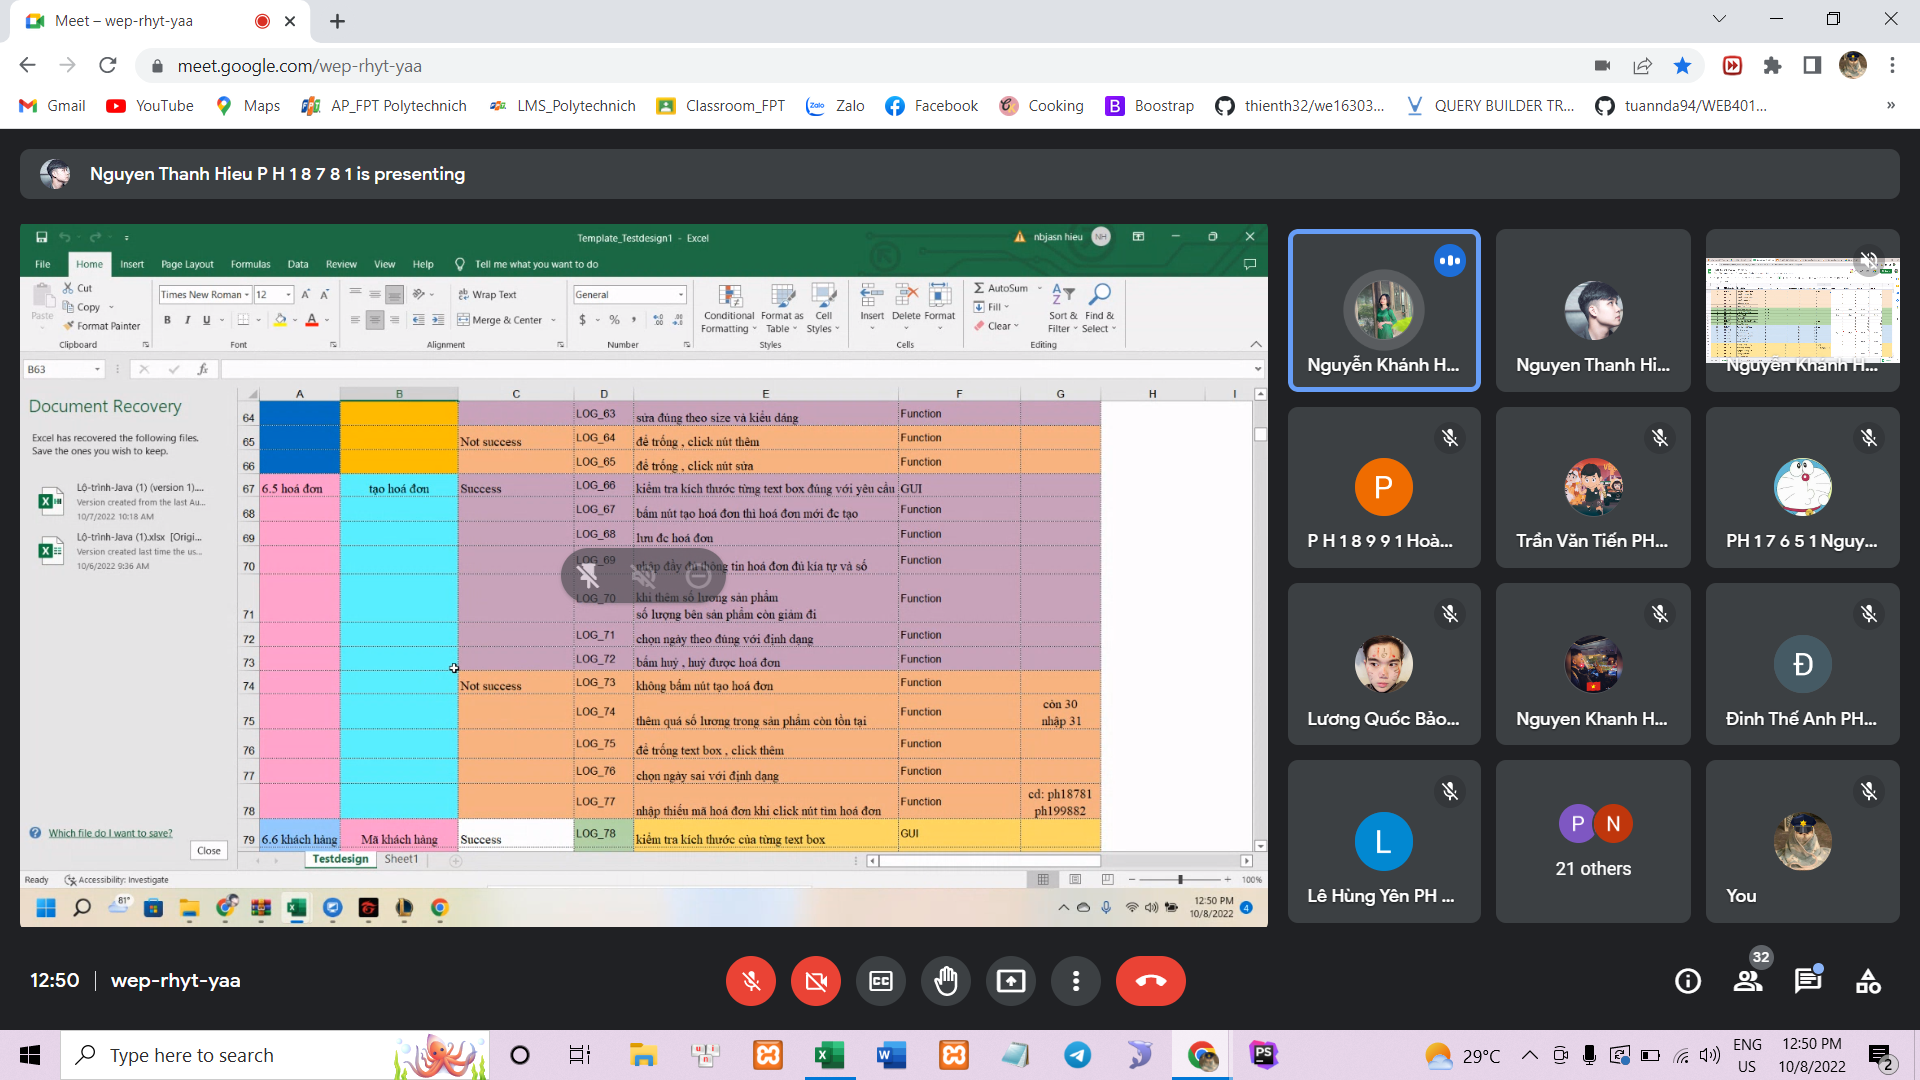 Meet – wep-rhyt-yaa
meet.google.com/wep-rhyt-yaa
Gmail
YouTube
Maps
AP_FPT Polytechnich
LMS_Polytechnich
Classroom_FPT
Zalo
Facebook
Cooking
Boostrap
thienth32/we16303...
QUERY BUILDER TR...
tuannda94/WEB401...
»
Nguyen Thanh Hieu P H 1 8 7 8 1 is presenting
Template_Testdesign1 - Excel
nbjasn hieu
NH
File Home Insert Page Layout Formulas Data Review View Help Tell me what you want to do
Paste
Cut
Copy
Format Painter
Clipboard
Times New Roman 12
B I U
Font
Wrap Text
Merge & Center
Alignment
General
$ % ,
Number
Conditional Formatting
Format as Table
Cell Styles
Styles
Insert Delete Format
Cells
AutoSum
Fill
Clear
Sort & Filter
Find & Select
Editing
B63
fx
Document Recovery
Excel has recovered the following files.
Save the ones you wish to keep.
Lộ-trình-Java (1) (version 1)....
Version created from the last Au...
10/7/2022 10:18 AM
Lộ-trình-Java (1).xlsx [Origi...
Version created last time the us...
10/6/2022 9:36 AM
Which file do I want to save?
Close
A B C D E F G H I
64 LOG_63 sửa đúng theo size và kiểu dáng Function
65 Not success LOG_64 để trống , click nút thêm Function
66 LOG_65 để trống , click nút sửa Function
67 6.5 hoá đơn tạo hoá đơn Success LOG_66 kiểm tra kích thước từng text box đúng với yêu cầu GUI
68 LOG_67 bấm nút tạo hoá đơn thì hoá đơn mới đc tạo Function
69 LOG_68 lưu đc hoá đơn Function
70 LOG_69 nhập đầy đủ thông tin hoá đơn đủ kia tự và số Function
71 LOG_70 khi thêm số lượng sản phẩm
số lượng bên sản phẩm còn giảm đi Function
72 LOG_71 chọn ngày theo đúng với định dạng Function
73 LOG_72 bấm huỷ , huỷ được hoá đơn Function
74 Not success LOG_73 không bấm nút tạo hoá đơn Function
75 LOG_74 thêm quá số lượng trong sản phẩm còn tồn tại Function còn 30
nhập 31
76 LOG_75 để trống text box , click thêm Function
77 LOG_76 chọn ngày sai với định dạng Function
78 LOG_77 nhập thiếu mã hoá đơn khi click nút tìm hoá đơn Function cd: ph18781
ph199882
79 6.6 khách hàng Mã khách hàng Success LOG_78 kiểm tra kích thước của từng text box GUI
Testdesign Sheet1
Ready Accessibility: Investigate
100%
81°
12:50 PM
10/8/2022
4
Nguyễn Khánh H...
Nguyen Thanh Hi...
Nguyễn Khánh H...
P
P H 1 8 9 9 1 Hoà...
Trần Văn Tiến PH...
PH 1 7 6 5 1 Nguy...
Lương Quốc Bảo...
Nguyen Khanh H...
Đ
Đinh Thế Anh PH...
L
Lê Hùng Yên PH ...
P N
21 others
You
12:50 | wep-rhyt-yaa
CC
32
Type here to search
PS
29°C
ENG
US
12:50 PM
10/8/2022
2